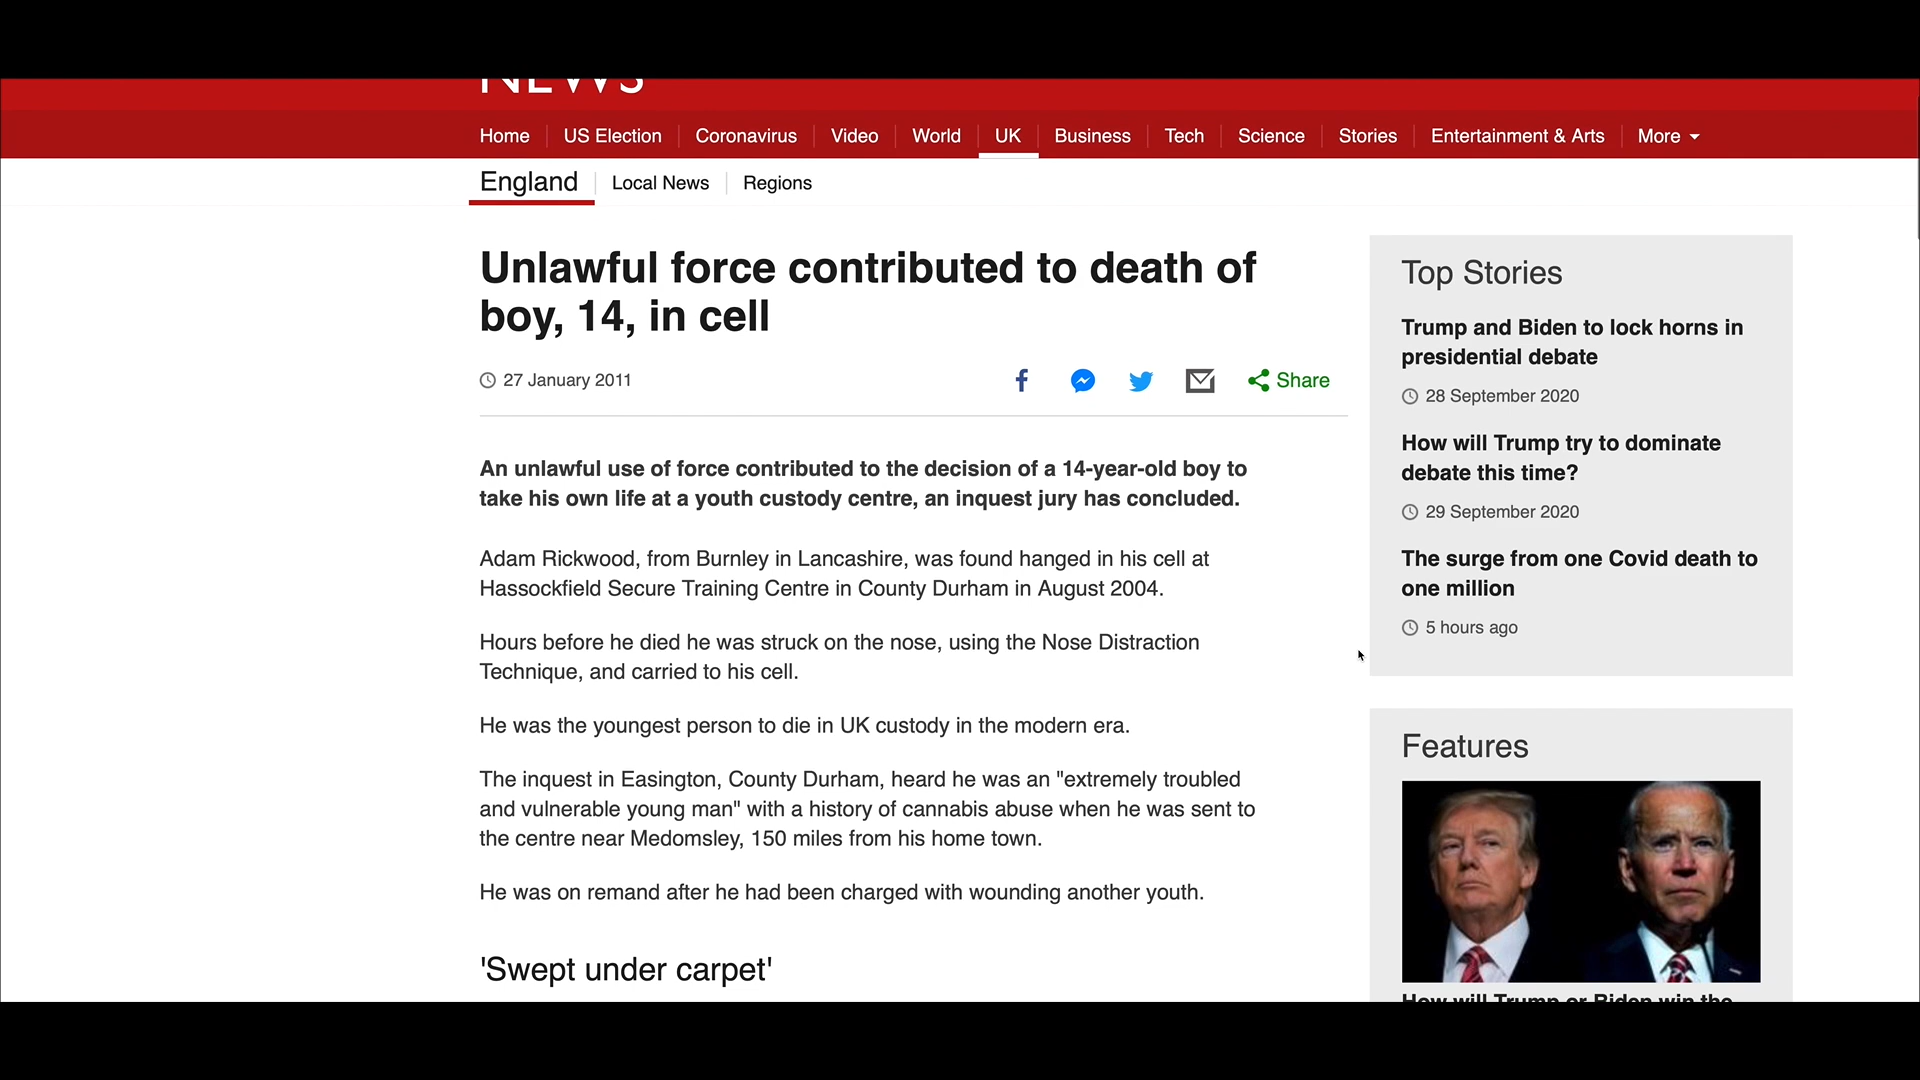 NEWS
Home US Election Coronavirus Video World UK Business Tech Science Stories Entertainment & Arts More
England Local News Regions
Unlawful force contributed to death of
boy, 14, in cell
27 January 2011
Share
An unlawful use of force contributed to the decision of a 14-year-old boy to
take his own life at a youth custody centre, an inquest jury has concluded.
Adam Rickwood, from Burnley in Lancashire, was found hanged in his cell at
Hassockfield Secure Training Centre in County Durham in August 2004.
Hours before he died he was struck on the nose, using the Nose Distraction
Technique, and carried to his cell.
He was the youngest person to die in UK custody in the modern era.
The inquest in Easington, County Durham, heard he was an "extremely troubled
and vulnerable young man" with a history of cannabis abuse when he was sent to
the centre near Medomsley, 150 miles from his home town.
He was on remand after he had been charged with wounding another youth.
'Swept under carpet'
Top Stories
Trump and Biden to lock horns in
presidential debate
28 September 2020
How will Trump try to dominate
debate this time?
29 September 2020
The surge from one Covid death to
one million
5 hours ago
Features
How will Trump or Biden win the